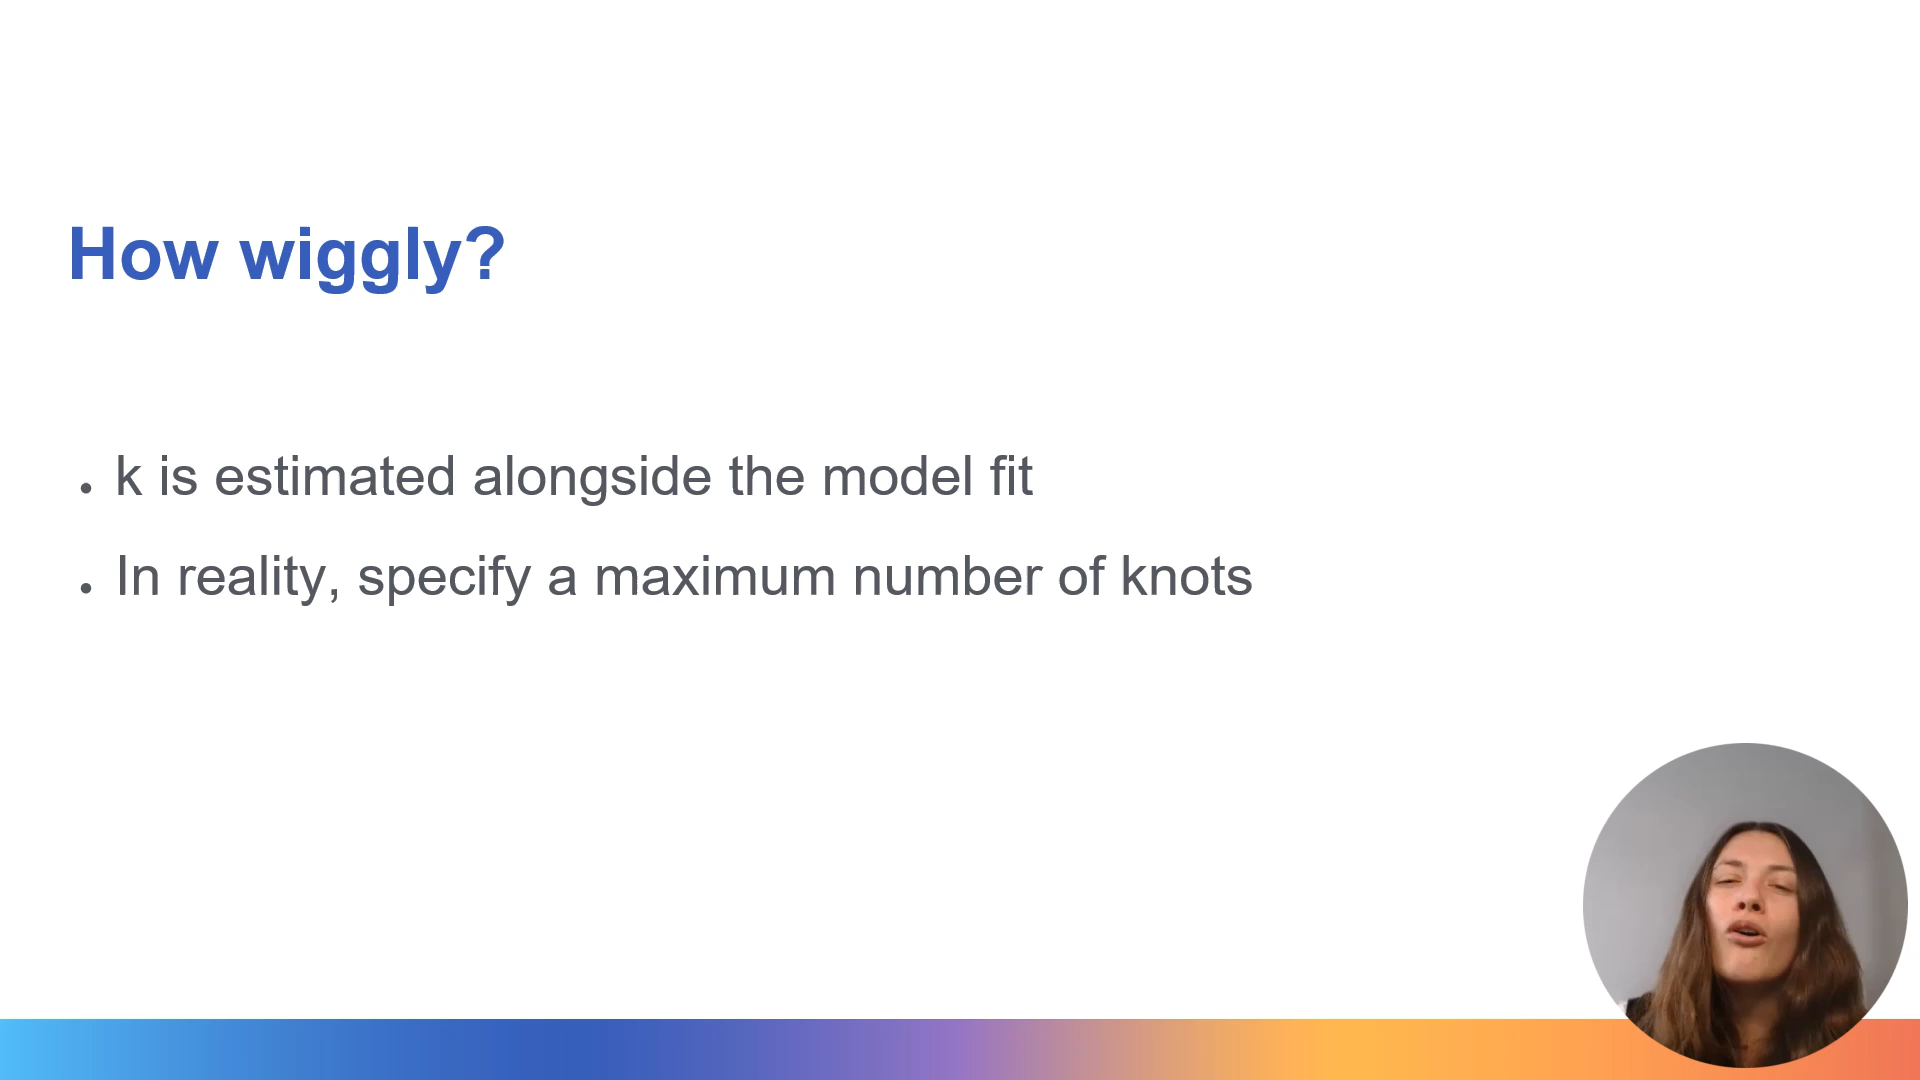 How wiggly?
• k is estimated alongside the model fit
• In reality, specify a maximum number of knots